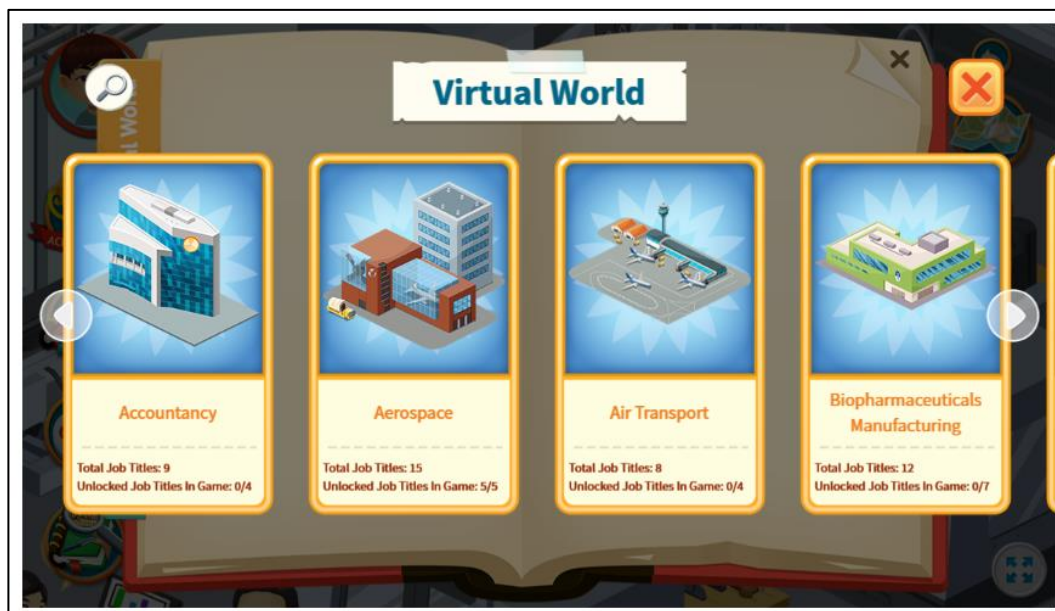 Virtual World
Accountancy
Total Job Titles: 9
Unlocked Job Titles In Game: 0/4
Aerospace
Total Job Titles: 15
Unlocked Job Titles In Game: 5/5
Air Transport
Total Job Titles: 8
Unlocked Job Titles In Game: 0/4
Biopharmaceuticals
Manufacturing
Total Job Titles: 12
Unlocked Job Titles In Game: 0/7